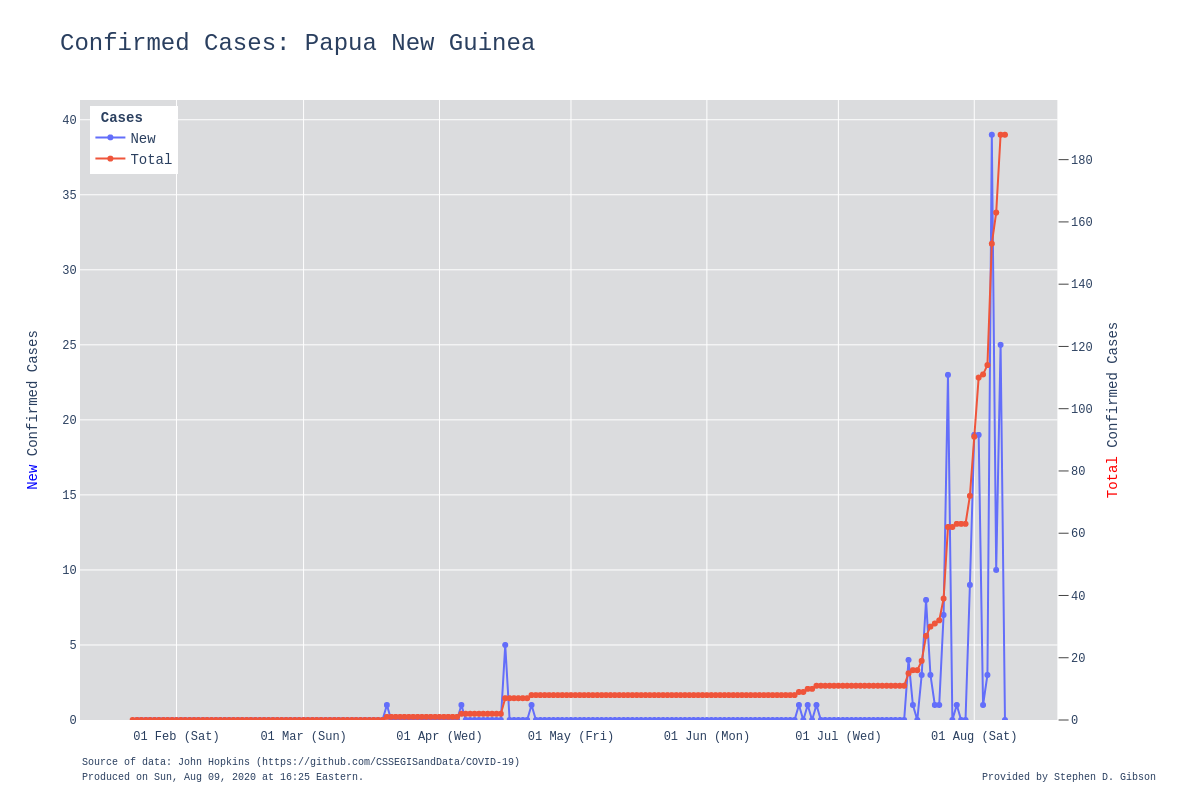 Confirmed Cases: Papua New Guinea
Cases
New
Total
40
35
30
25
20
15
10
5
0
180
160
140
120
100
80
60
40
20
0
New Confirmed Cases
Total Confirmed Cases
01 Feb (Sat) 01 Mar (Sun) 01 Apr (Wed) 01 May (Fri) 01 Jun (Mon) 01 Jul (Wed) 01 Aug (Sat)
Source of data: John Hopkins (https://github.com/CSSEGISandData/COVID-19)
Produced on Sun, Aug 09, 2020 at 16:25 Eastern.
Provided by Stephen D. Gibson